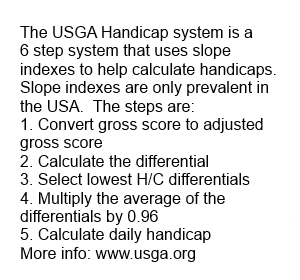 The USGA Handicap system is a
6 step system that uses slope
indexes to help calculate handicaps.
Slope indexes are only prevalent in
the USA.  The steps are:
1. Convert gross score to adjusted
gross score
2. Calculate the differential
3. Select lowest H/C differentials
4. Multiply the average of the
differentials by 0.96
5. Calculate daily handicap
More info: www.usga.org